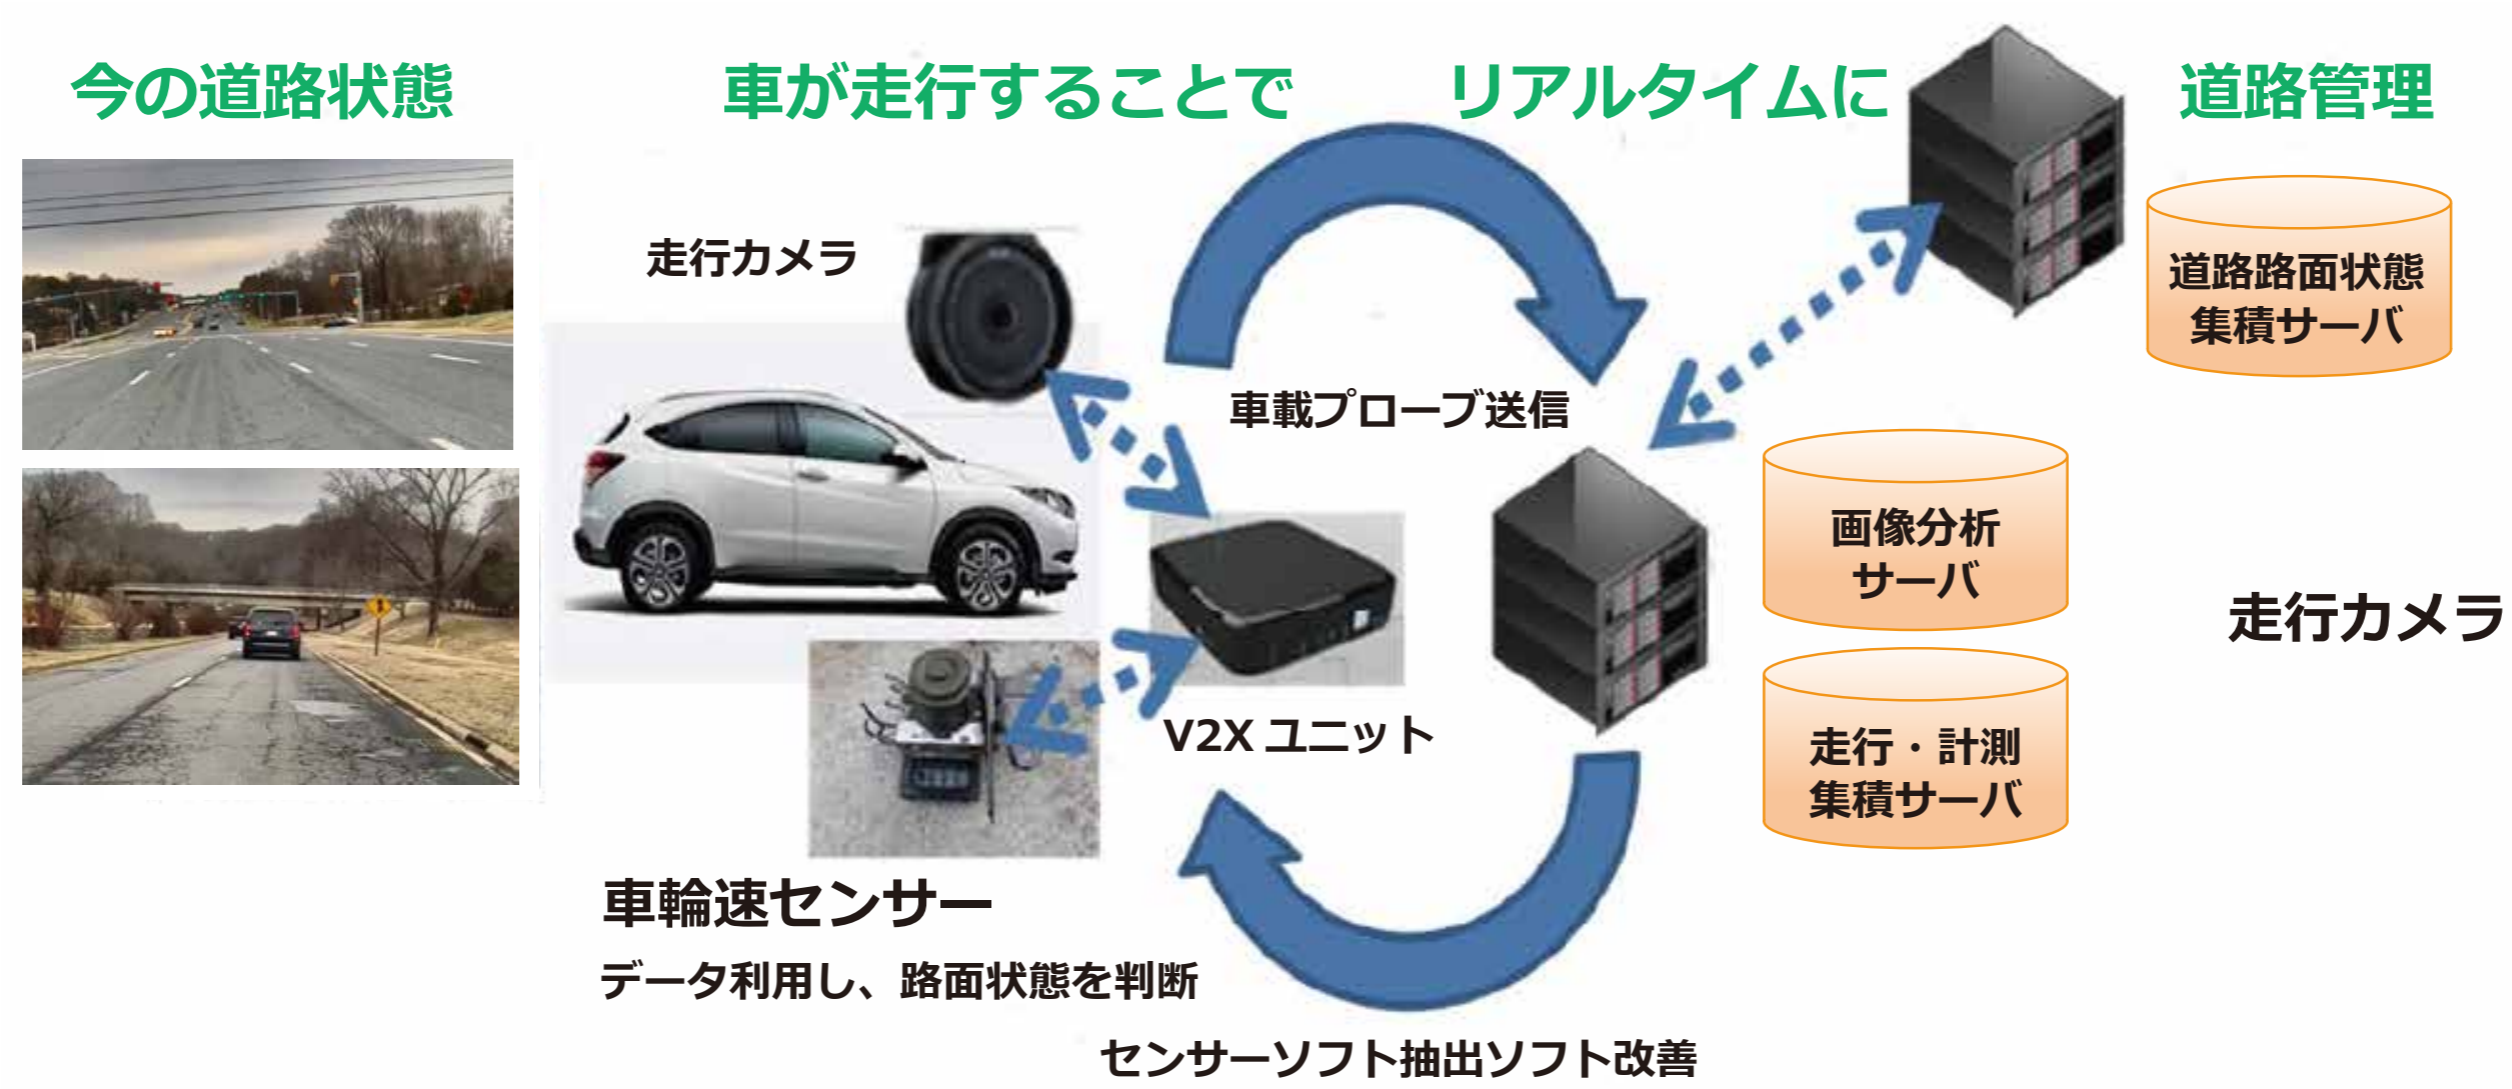 今の道路状態
車が走行することで
リアルタイムに
道路管理
走行カメラ
車載プローブ送信
道路路面状態
集積サーバ
画像分析
サーバ
走行カメラ
V2X ユニット
走行・計測
集積サーバ
車輪速センサー
データ利用し、路面状態を判断
センサーソフト抽出ソフト改善